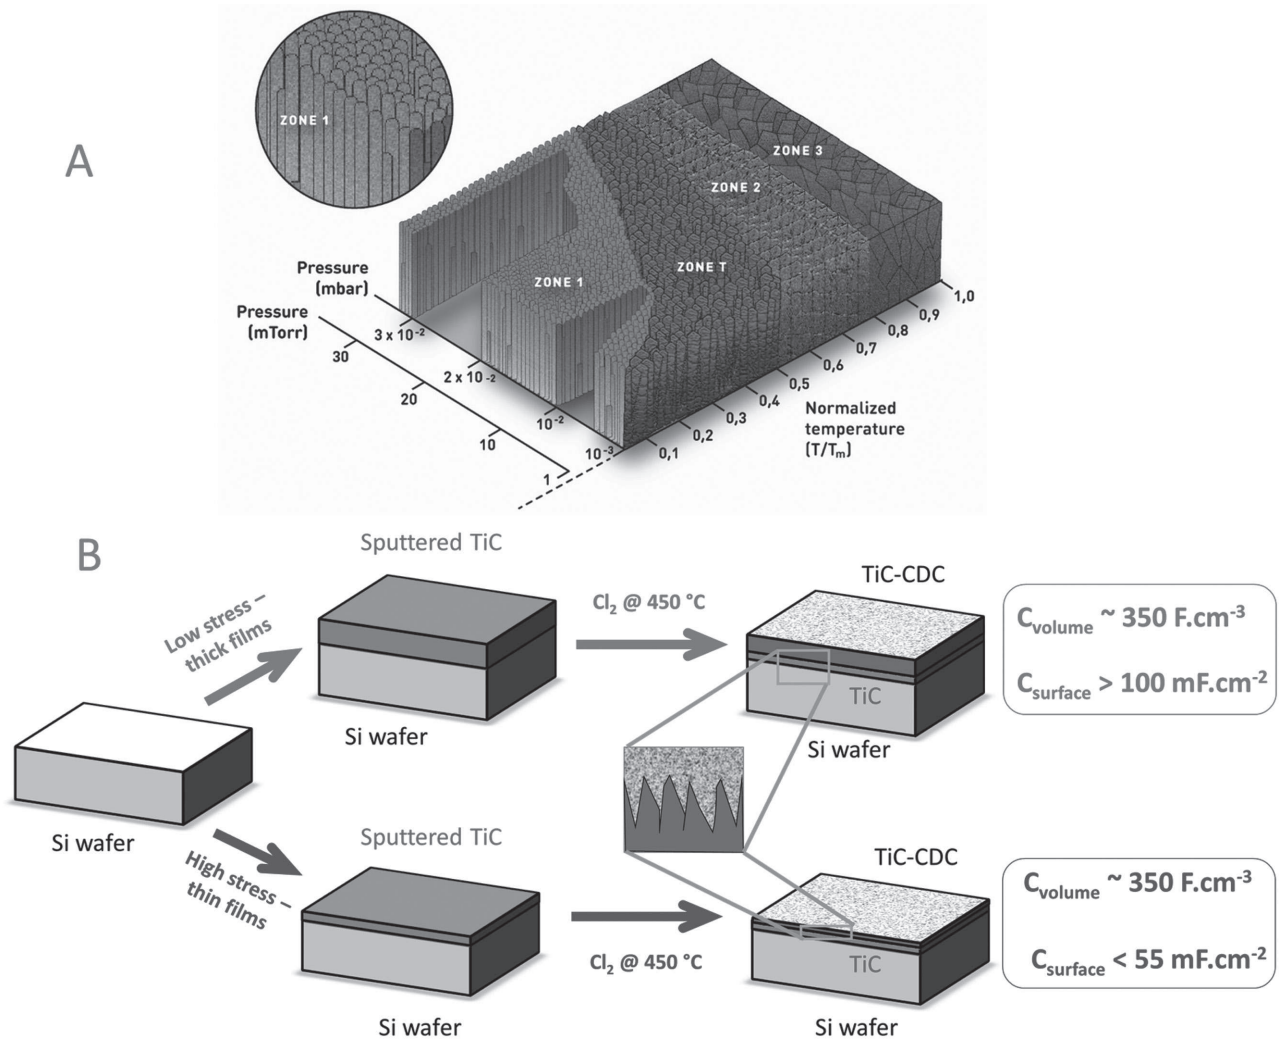 A
ZONE 1
ZONE 3
ZONE 2
ZONE T
ZONE 1
Pressure
(mbar)
Pressure
(mTorr)
3 x 10⁻²
2 x 10⁻²
10⁻²
10⁻³
30
20
10
1
0,1
0,2
0,3
0,4
0,5
0,6
0,7
0,8
0,9
1,0
Normalized
temperature
(T/Tₘ)
B
Sputtered TiC
Low stress –
thick films
Cl₂ @ 450 °C
TiC-CDC
TiC
Si wafer
Si wafer
C_volume ~ 350 F.cm⁻³
C_surface > 100 mF.cm⁻²
Si wafer
High stress –
thin films
Sputtered TiC
Cl₂ @ 450 °C
TiC-CDC
TiC
Si wafer
Si wafer
C_volume ~ 350 F.cm⁻³
C_surface < 55 mF.cm⁻²